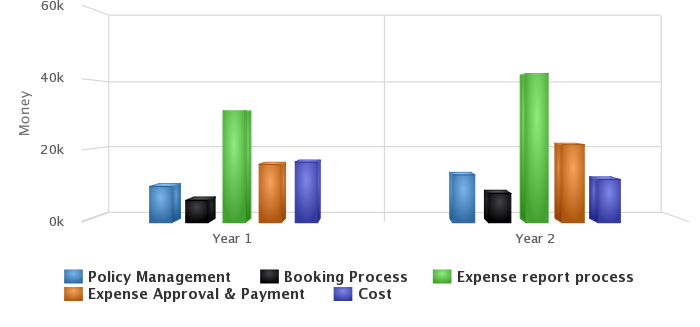 60k
40k
20k
0k
Money
Year 1
Year 2
Policy Management
Booking Process
Expense report process
Expense Approval & Payment
Cost